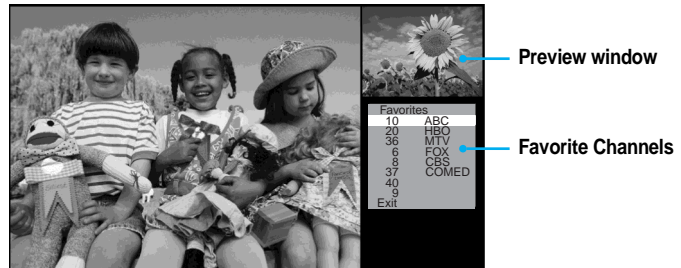 Preview window
Favorites
10 ABC
20 HBO
36 MTV
6 FOX
8 CBS
37 COMED
40
9
Exit
Favorite Channels